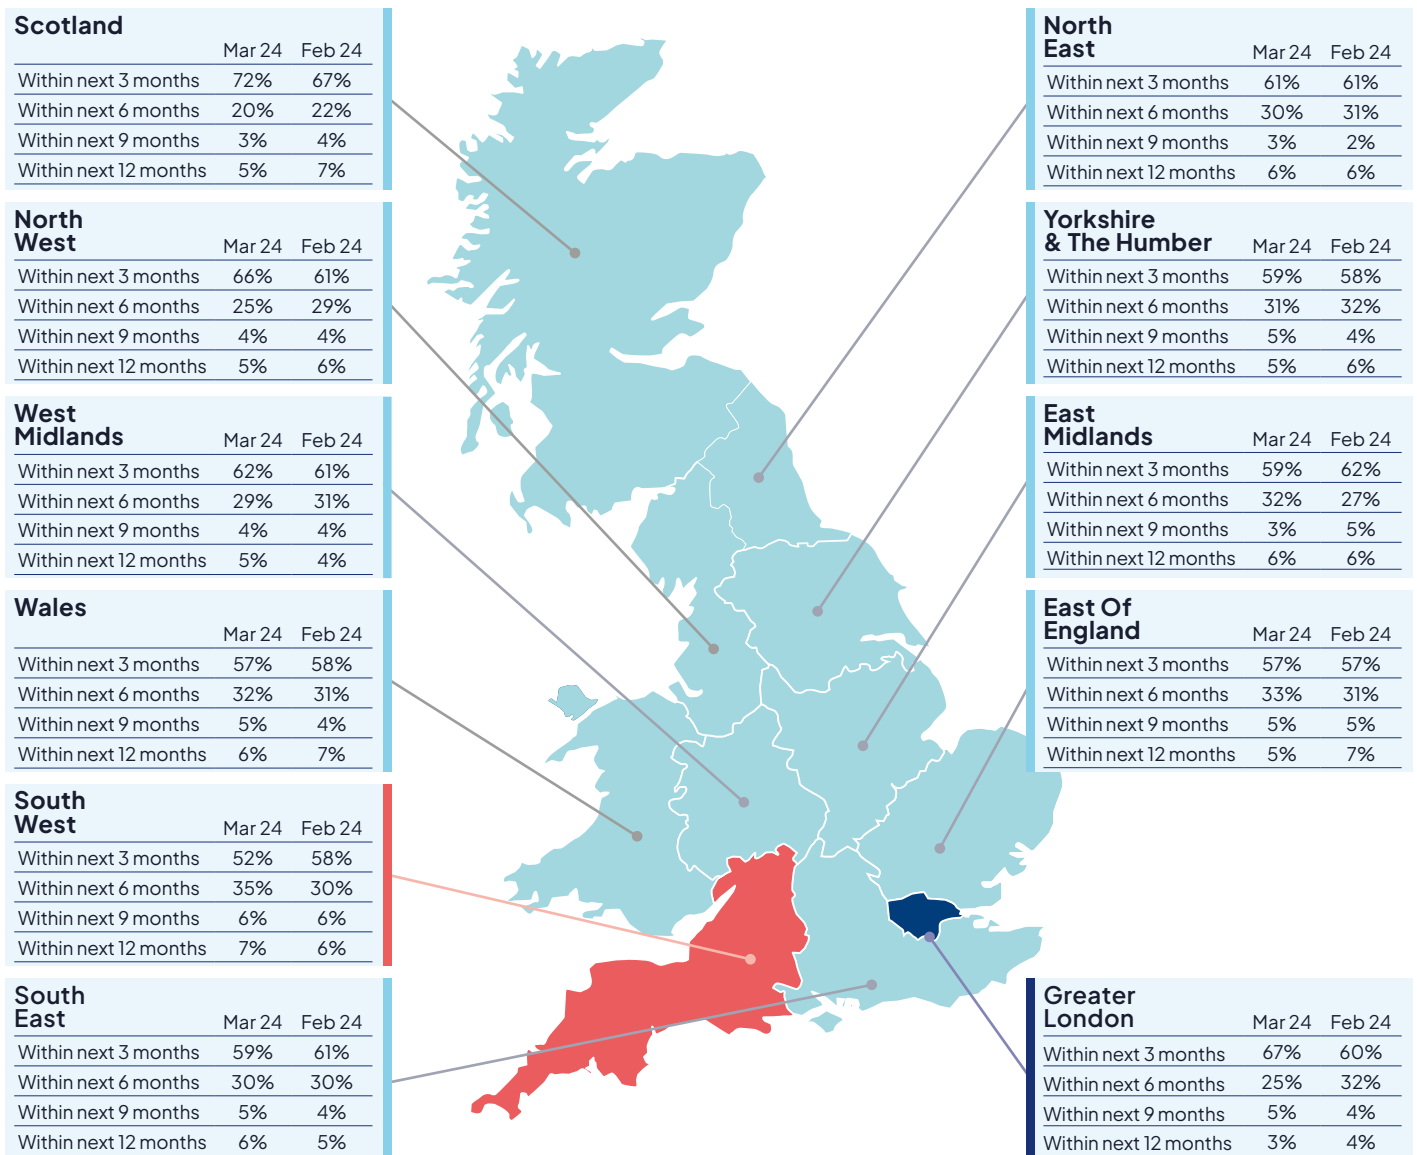 Scotland
Mar 24 Feb 24
Within next 3 months 72% 67%
Within next 6 months 20% 22%
Within next 9 months 3% 4%
Within next 12 months 5% 7%
North
West
Mar 24 Feb 24
Within next 3 months 66% 61%
Within next 6 months 25% 29%
Within next 9 months 4% 4%
Within next 12 months 5% 6%
West
Midlands
Mar 24 Feb 24
Within next 3 months 62% 61%
Within next 6 months 29% 31%
Within next 9 months 4% 4%
Within next 12 months 5% 4%
Wales
Mar 24 Feb 24
Within next 3 months 57% 58%
Within next 6 months 32% 31%
Within next 9 months 5% 4%
Within next 12 months 6% 7%
South
West
Mar 24 Feb 24
Within next 3 months 52% 58%
Within next 6 months 35% 30%
Within next 9 months 6% 6%
Within next 12 months 7% 6%
South
East
Mar 24 Feb 24
Within next 3 months 59% 61%
Within next 6 months 30% 30%
Within next 9 months 5% 4%
Within next 12 months 6% 5%
North
East
Mar 24 Feb 24
Within next 3 months 61% 61%
Within next 6 months 30% 31%
Within next 9 months 3% 2%
Within next 12 months 6% 6%
Yorkshire
& The Humber
Mar 24 Feb 24
Within next 3 months 59% 58%
Within next 6 months 31% 32%
Within next 9 months 5% 4%
Within next 12 months 5% 6%
East
Midlands
Mar 24 Feb 24
Within next 3 months 59% 62%
Within next 6 months 32% 27%
Within next 9 months 3% 5%
Within next 12 months 6% 6%
East Of
England
Mar 24 Feb 24
Within next 3 months 57% 57%
Within next 6 months 33% 31%
Within next 9 months 5% 5%
Within next 12 months 5% 7%
Greater
London
Mar 24 Feb 24
Within next 3 months 67% 60%
Within next 6 months 25% 32%
Within next 9 months 5% 4%
Within next 12 months 3% 4%